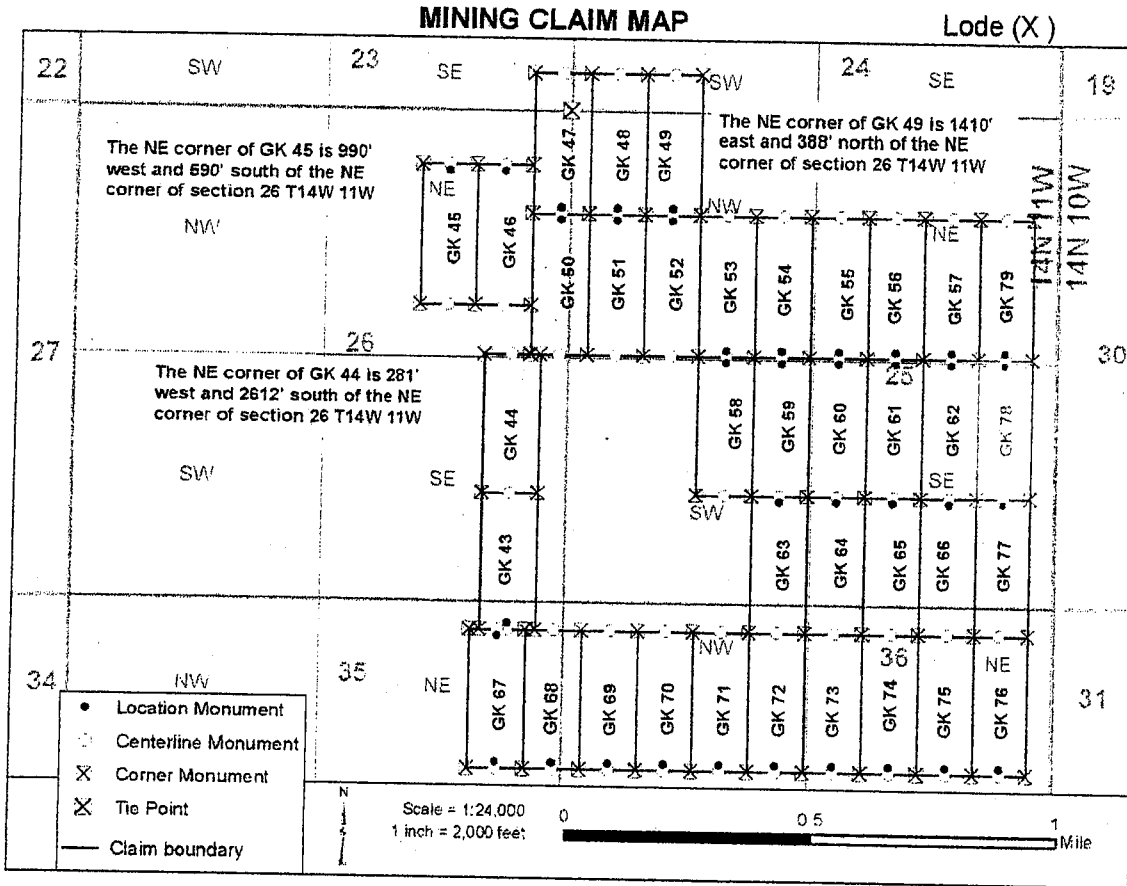 MINING CLAIM MAP
Lode (X )
22
SW
23
SE
SW
24
SE
19
The NE corner of GK 45 is 990'
west and 590' south of the NE
corner of section 26 T14W 11W
The NE corner of GK 49 is 1410'
east and 388' north of the NE
corner of section 26 T14W 11W
GK 47
GK 48
GK 49
NE
NW
NW
NE
14N 11W
14N 10W
GK 45
GK 46
GK 50
GK 51
GK 52
GK 53
GK 54
GK 55
GK 56
GK 57
GK 79
27
26
25
30
The NE corner of GK 44 is 281'
west and 2612' south of the NE
corner of section 26 T14W 11W
GK 44
GK 58
GK 59
GK 60
GK 61
GK 62
GK 78
SW
SE
SW
SE
GK 43
GK 63
GK 64
GK 65
GK 66
GK 77
34
NW
35
NE
NW
36
NE
31
GK 67
GK 68
GK 69
GK 70
GK 71
GK 72
GK 73
GK 74
GK 75
GK 76
Location Monument
Centerline Monument
Corner Monument
Tie Point
Claim boundary
N
S
Scale = 1:24,000
1 inch = 2,000 feet
0
0 5
1
Mile